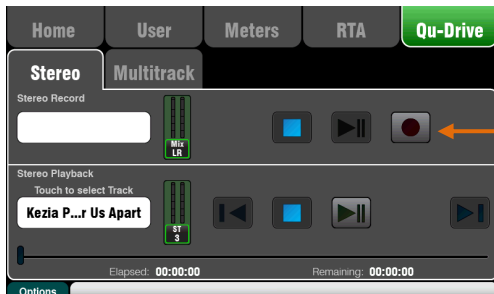 Home User Meters RTA Qu-Drive
Stereo Multitrack
Stereo Record
Mix
LR
Stereo Playback
Touch to select Track
Kezia P...r Us Apart
ST
3
Elapsed: 00:00:00 Remaining: 00:00:00
Options